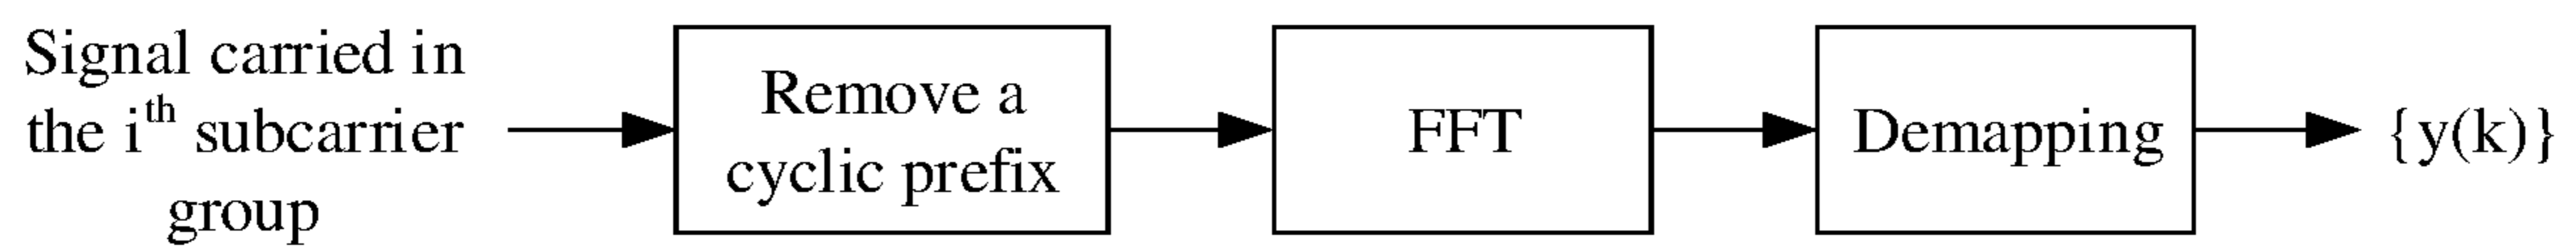 Signal carried in
the iᵗʰ subcarrier
group
Remove a
cyclic prefix
FFT
Demapping
{y(k)}